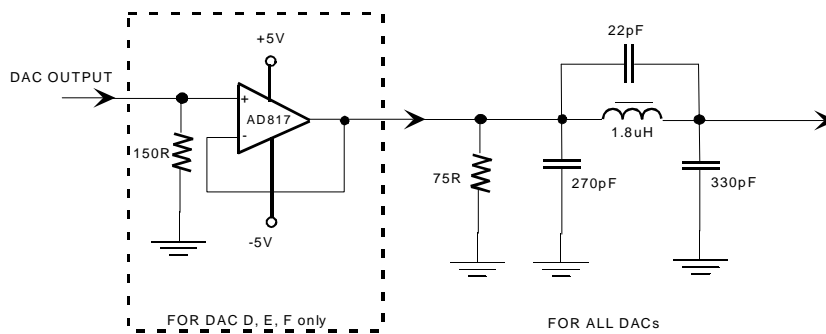 22pF
+5V
DAC OUTPUT
+
AD817
-
1.8uH
150R
75R
270pF
330pF
-5V
FOR DAC D, E, F only
FOR ALL DACs